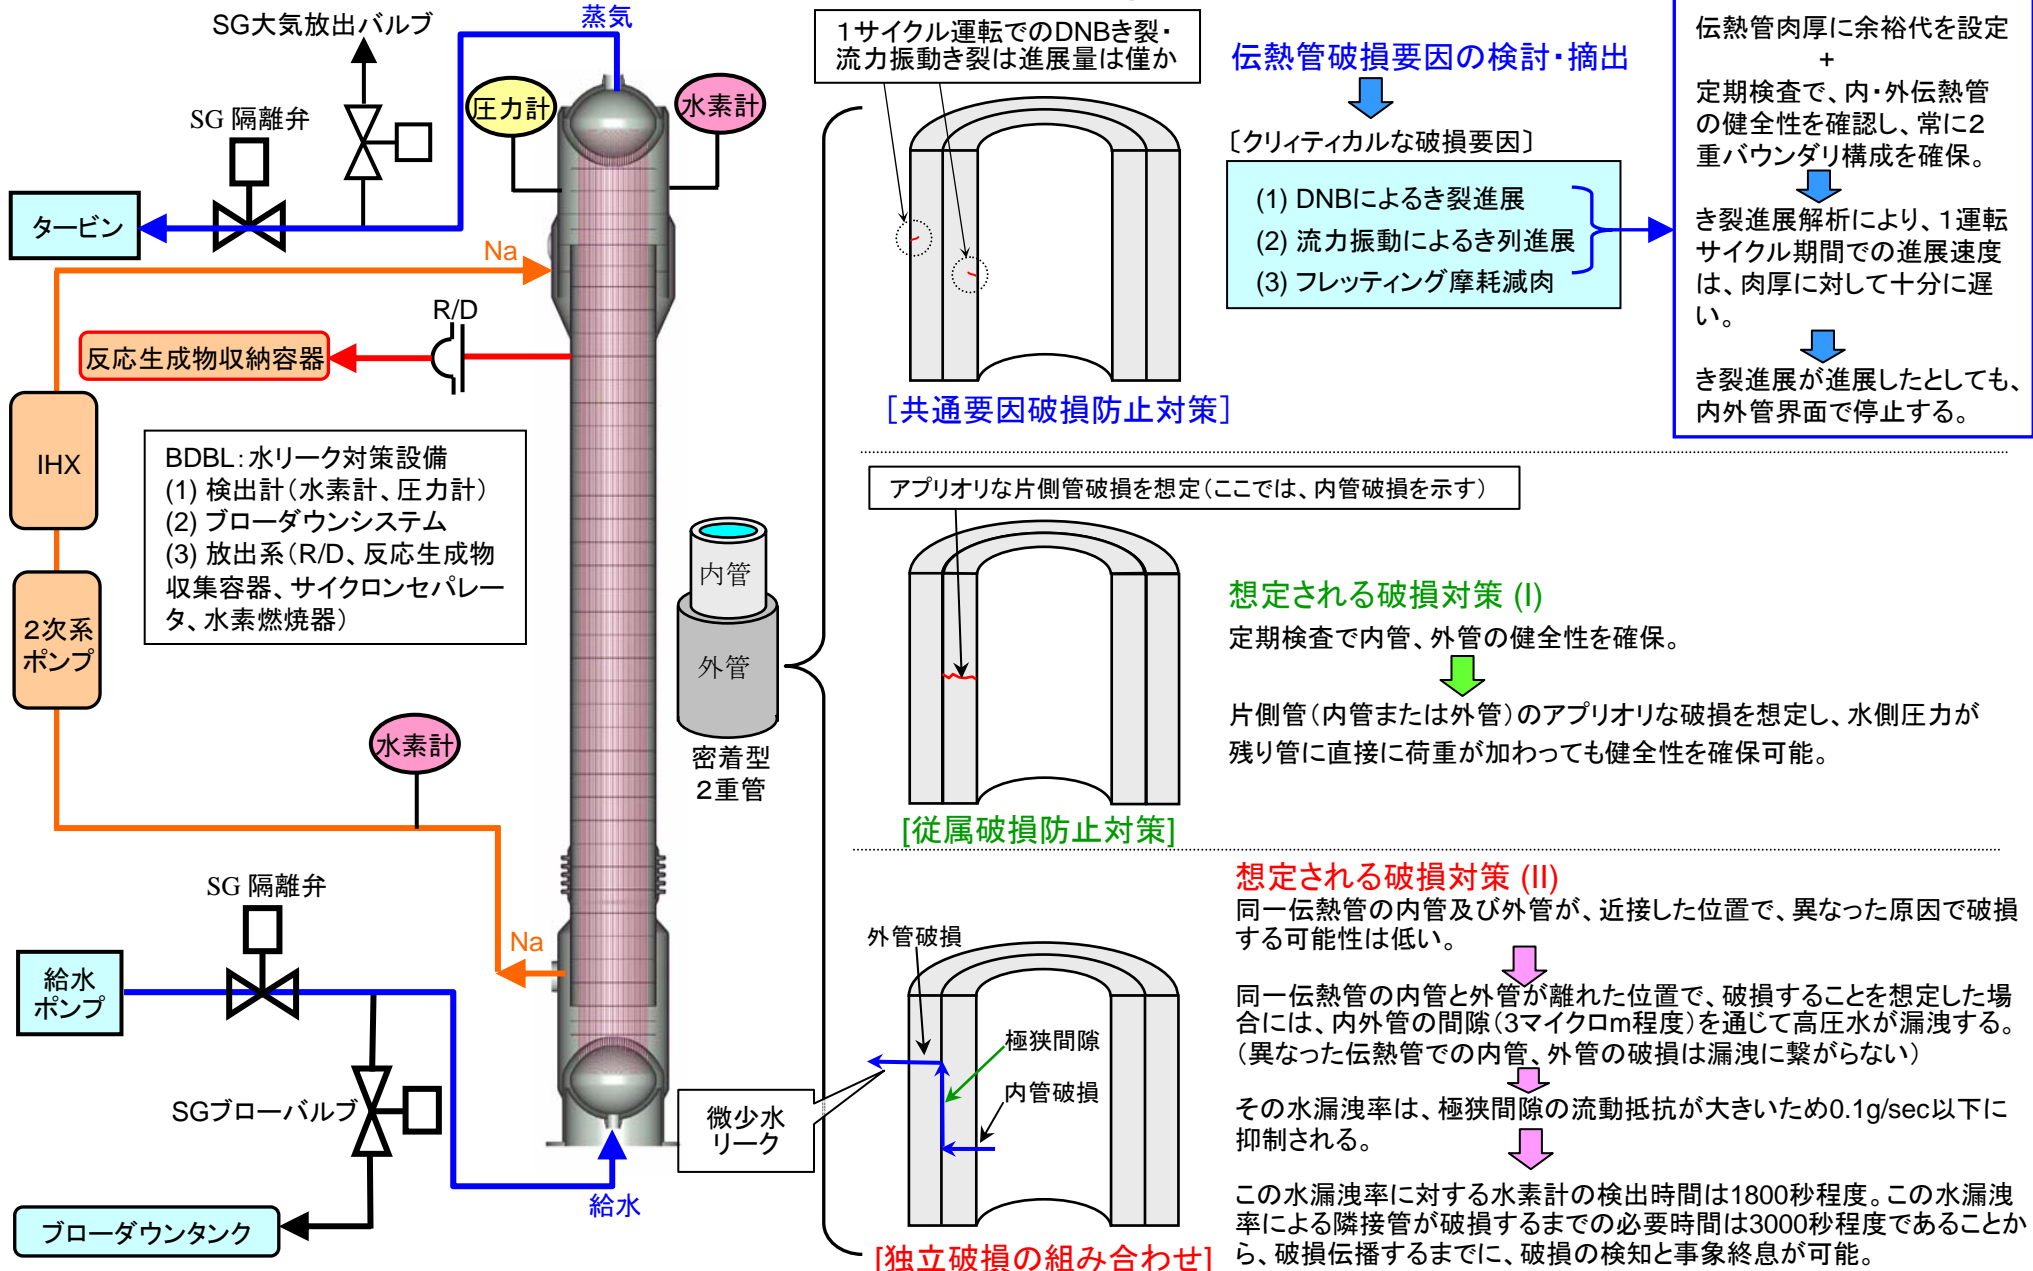 SG大気放出バルブ
蒸気
圧力計
水素計
SG 隔離弁
タービン
Na
R/D
反応生成物収納容器
IHX
BDBL：水リーク対策設備
(1) 検出計（水素計、圧力計）
(2) ブローダウンシステム
(3) 放出系（R/D、反応生成物
収集容器、サイクロンセパレー
タ、水素燃焼器）
2次系
ポンプ
水素計
内管
外管
密着型
2重管
SG 隔離弁
Na
給水
ポンプ
SGブローバルブ
給水
ブローダウンタンク
1サイクル運転でのDNBき裂・
流力振動き裂は進展量は僅か
[共通要因破損防止対策]
伝熱管破損要因の検討・摘出
〔クリィティカルな破損要因〕
(1) DNBによるき裂進展
(2) 流力振動によるき列進展
(3) フレッティング摩耗減肉
伝熱管肉厚に余裕代を設定
+
定期検査で、内・外伝熱管
の健全性を確認し、常に2
重バウンダリ構成を確保。
き裂進展解析により、1運転
サイクル期間での進展速度
は、肉厚に対して十分に遅
い。
き裂進展が進展したとしても、
内外管界面で停止する。
アプリオリな片側管破損を想定（ここでは、内管破損を示す）
[従属破損防止対策]
想定される破損対策 (I)
定期検査で内管、外管の健全性を確保。
片側管（内管または外管）のアプリオリな破損を想定し、水側圧力が
残り管に直接に荷重が加わっても健全性を確保可能。
外管破損
極狭間隙
内管破損
微少水
リーク
[独立破損の組み合わせ]
想定される破損対策 (II)
同一伝熱管の内管及び外管が、近接した位置で、異なった原因で破損
する可能性は低い。
同一伝熱管の内管と外管が離れた位置で、破損することを想定した場
合には、内外管の間隙（3マイクロm程度）を通じて高圧水が漏洩する。
（異なった伝熱管での内管、外管の破損は漏洩に繋がらない）
その水漏洩率は、極狭間隙の流動抵抗が大きいため0.1g/sec以下に
抑制される。
この水漏洩率に対する水素計の検出時間は1800秒程度。この水漏洩
率による隣接管が破損するまでの必要時間は3000秒程度であることか
ら、破損伝播するまでに、破損の検知と事象終息が可能。